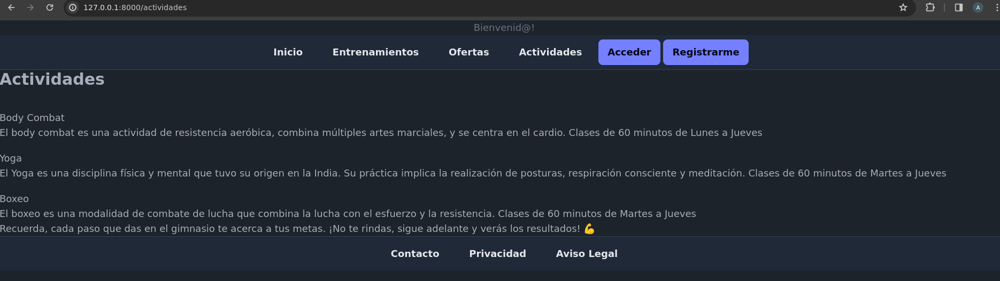 127.0.0.1:8000/actividades
A
Bienvenid@!
Inicio Entrenamientos Ofertas Actividades Acceder Registrarme
Actividades
Body Combat
El body combat es una actividad de resistencia aeróbica, combina múltiples artes marciales, y se centra en el cardio. Clases de 60 minutos de Lunes a Jueves
Yoga
El Yoga es una disciplina física y mental que tuvo su origen en la India. Su práctica implica la realización de posturas, respiración consciente y meditación. Clases de 60 minutos de Martes a Jueves
Boxeo
El boxeo es una modalidad de combate de lucha que combina la lucha con el esfuerzo y la resistencia. Clases de 60 minutos de Martes a Jueves
Recuerda, cada paso que das en el gimnasio te acerca a tus metas. ¡No te rindas, sigue adelante y verás los resultados! 💪
Contacto Privacidad Aviso Legal